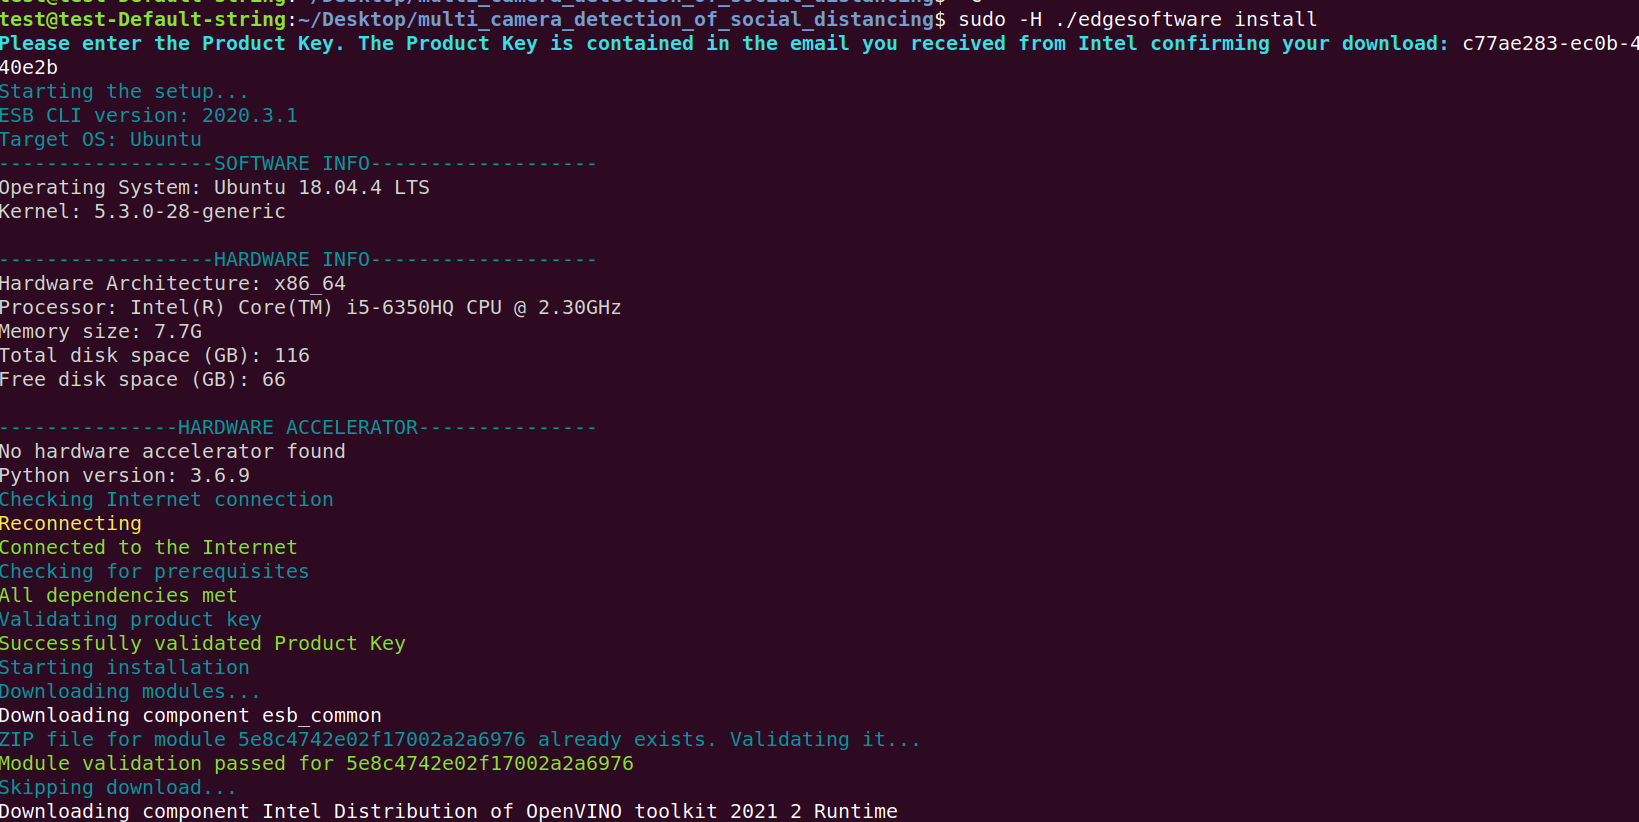 test@test-Default-string:~/Desktop/multi_camera_detection_of_social_distancing$ ^C
test@test-Default-string:~/Desktop/multi_camera_detection_of_social_distancing$ sudo -H ./edgesoftware install
Please enter the Product Key. The Product Key is contained in the email you received from Intel confirming your download: c77ae283-ec0b-4
40e2b
Starting the setup...
ESB CLI version: 2020.3.1
Target OS: Ubuntu
------------------SOFTWARE INFO-------------------
Operating System: Ubuntu 18.04.4 LTS
Kernel: 5.3.0-28-generic
------------------HARDWARE INFO-------------------
Hardware Architecture: x86_64
Processor: Intel(R) Core(TM) i5-6350HQ CPU @ 2.30GHz
Memory size: 7.7G
Total disk space (GB): 116
Free disk space (GB): 66
---------------HARDWARE ACCELERATOR---------------
No hardware accelerator found
Python version: 3.6.9
Checking Internet connection
Reconnecting
Connected to the Internet
Checking for prerequisites
All dependencies met
Validating product key
Successfully validated Product Key
Starting installation
Downloading modules...
Downloading component esb_common
ZIP file for module 5e8c4742e02f17002a2a6976 already exists. Validating it...
Module validation passed for 5e8c4742e02f17002a2a6976
Skipping download...
Downloading component Intel Distribution of OpenVINO toolkit 2021 2 Runtime